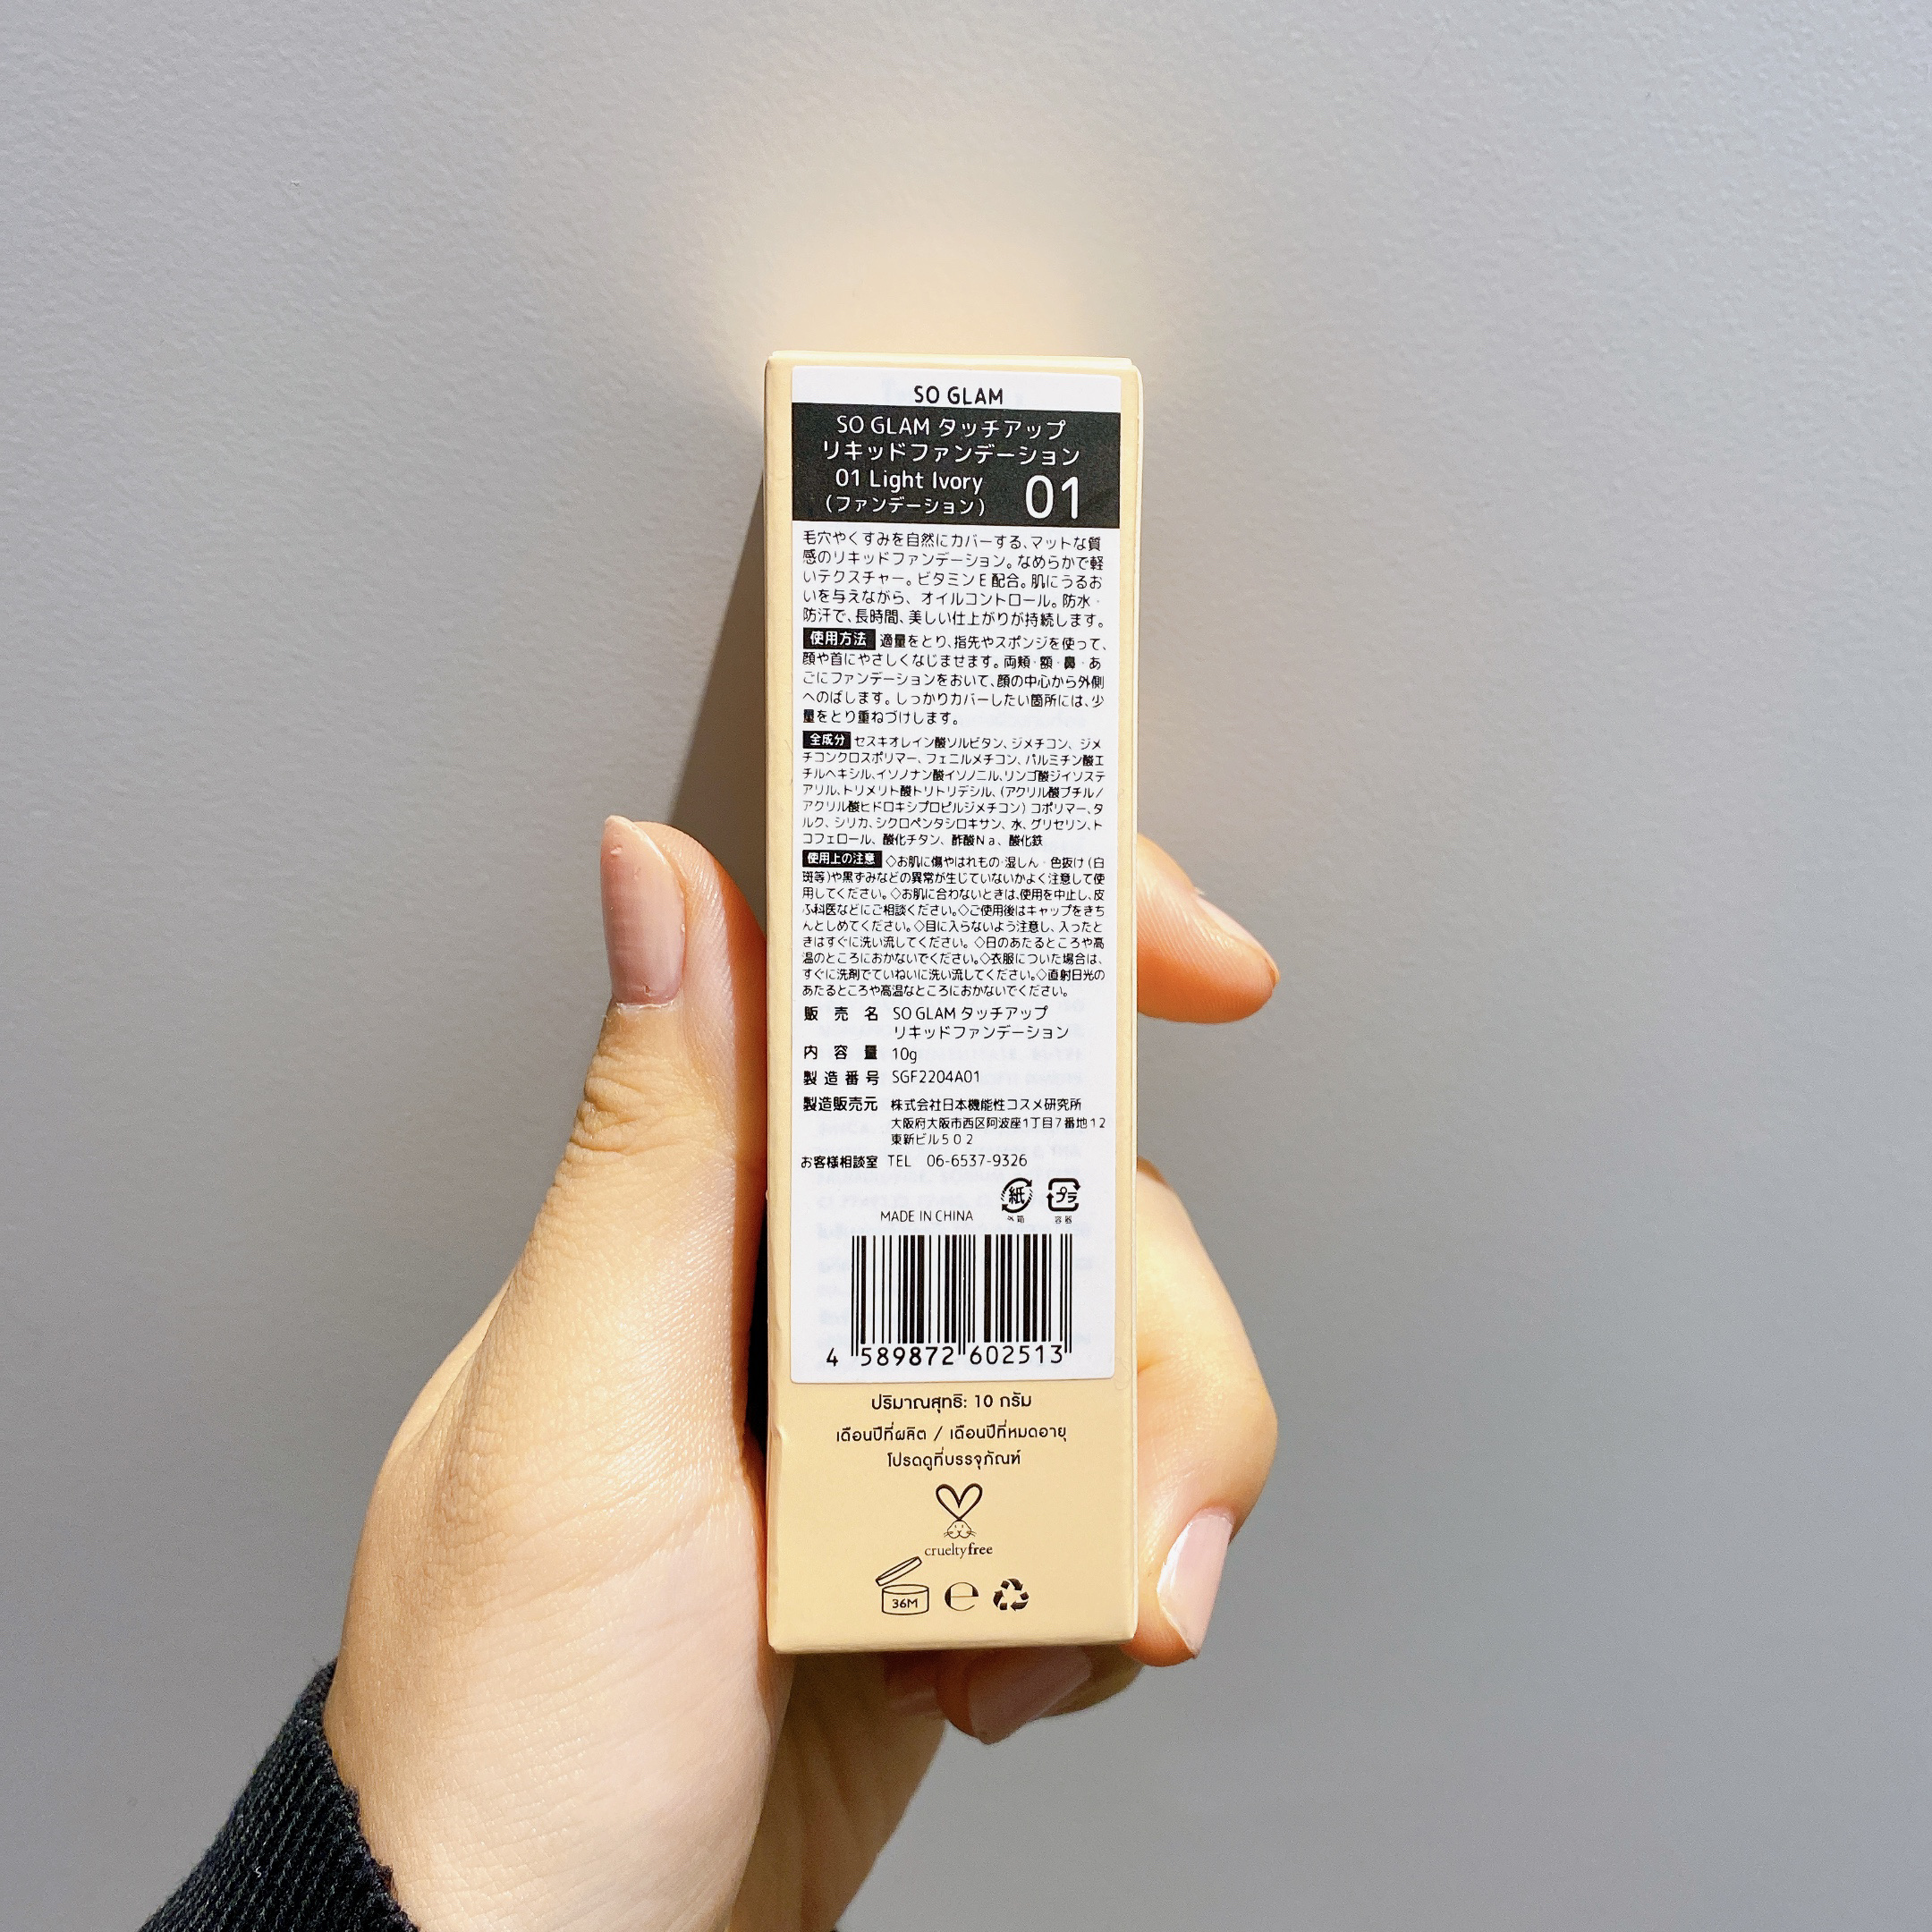 SO GLAM
SO GLAM タッチアップ
リキッドファンデーション
01 Light Ivory
（ファンデーション）
01
毛穴やくすみを自然にカバーする、マットな質
感のリキッドファンデーション。なめらかで軽
いテクスチャー。ビタミンE配合。肌にうるお
いを与えながら、オイルコントロール。防水・
防汗で、長時間、美しい仕上がりが持続します。
使用方法 適量をとり、指先やスポンジを使って、
顔や首にやさしくなじませます。両頬・額・鼻・あ
ごにファンデーションをおいて、顔の中心から外側
へのばします。しっかりカバーしたい箇所には、少
量をとり重ねづけします。
全成分 セスキオレイン酸ソルビタン、ジメチコン、ジメ
チコンクロスポリマー、フェニルメチコン、パルミチン酸エ
チルヘキシル、イソノナン酸イソノニル、リンゴ酸ジイソステ
アリル、トリメリト酸トリトリデシル、（アクリル酸ブチル／
アクリル酸ヒドロキシプロピルジメチコン）コポリマー、タ
ルク、シリカ、シクロペンタシロキサン、水、グリセリン、ト
コフェロール、酸化チタン、酢酸Ｎａ、酸化鉄
使用上の注意 ◇お肌に傷やはれもの・湿しん・色抜け（白
斑等）や黒ずみなどの異常が生じていないかよく注意して使
用してください。◇お肌に合わないときは、使用を中止し、皮
ふ科医などにご相談ください。◇ご使用後はキャップをきち
んとしめてください。◇目に入らないよう注意し、入ったと
きはすぐに洗い流してください。◇日のあたるところや高
温のところにおかないでください。◇衣服についた場合は、
すぐに洗剤でていねいに洗い流してください。◇直射日光の
あたるところや高温なところにおかないでください。
販売名 SO GLAM タッチアップ
リキッドファンデーション
内容量 10g
製造番号 SGF2204A01
製造販売元 株式会社日本機能性コスメ研究所
大阪府大阪市西区阿波座1丁目7番地12
東新ビル５０２
お客様相談室 TEL 06-6537-9326
紙 プラ
外箱 容器
MADE IN CHINA
4 589872 602513
ปริมาณสุทธิ: 10 กรัม
เดือนปีที่ผลิต / เดือนปีที่หมดอายุ
โปรดดูที่บรรจุภัณฑ์
crueltyfree
36M ℮